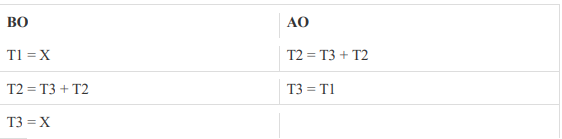 BO AO
T1 = X T2 = T3 + T2
T2 = T3 + T2 T3 = T1
T3 = X